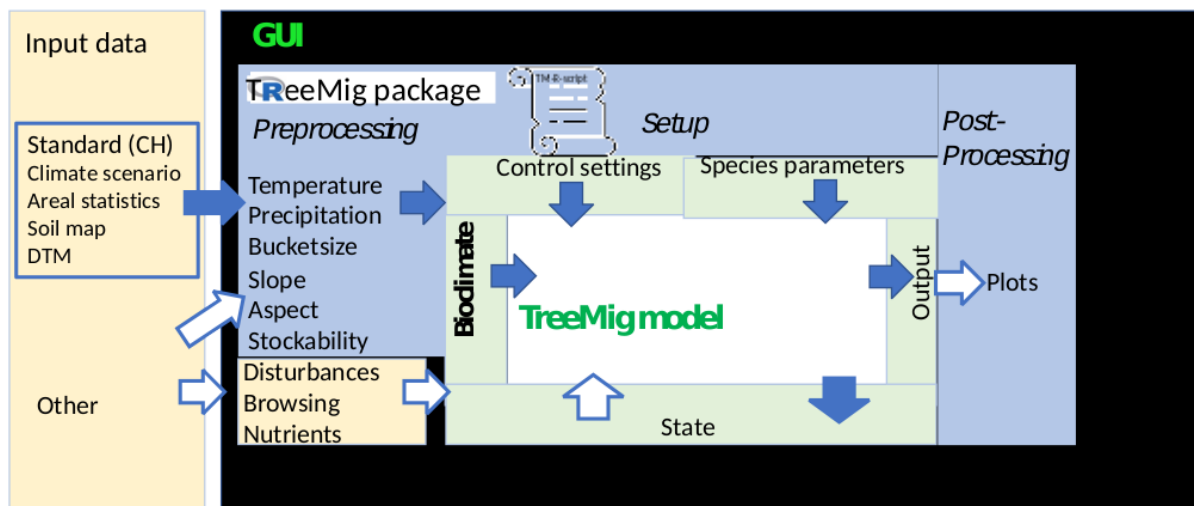 Input data
Standard (CH)
Climate scenario
Areal statistics
Soil map
DTM
Other
GUI
TReeMig package
TM-R-script
Preprocessing
Setup
Post-
Processing
Temperature
Precipitation
Bucketsize
Slope
Aspect
Stockability
Disturbances
Browsing
Nutrients
Control settings
Species parameters
Bioclimate
TreeMig model
Output
Plots
State